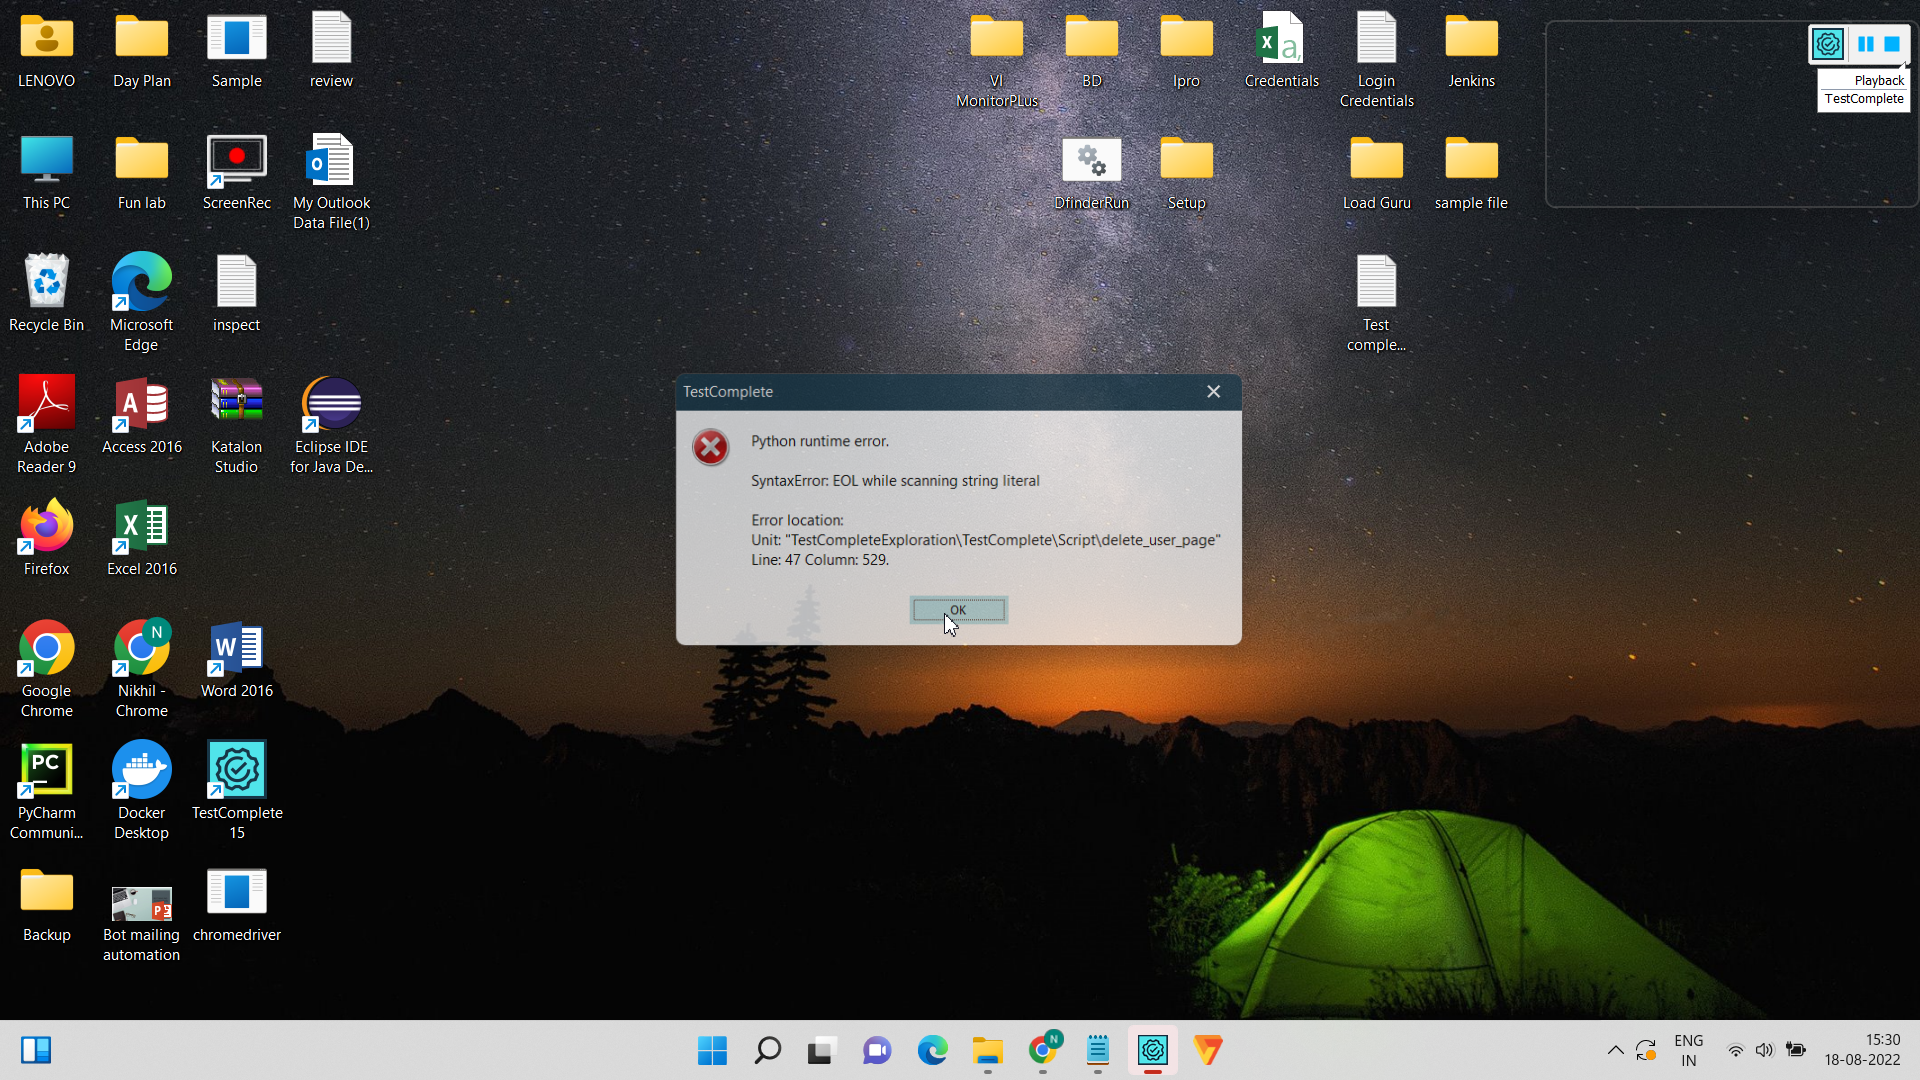 LENOVO
Day Plan
Sample
review
VI
MonitorPLus
BD
Ipro
Credentials
Login
Credentials
Jenkins
Playback
TestComplete
This PC
Fun lab
ScreenRec
My Outlook
Data File(1)
DfinderRun
Setup
Load Guru
sample file
Recycle Bin
Microsoft
Edge
inspect
Test
comple...
Adobe
Reader 9
Access 2016
Katalon
Studio
Eclipse IDE
for Java De...
TestComplete
Python runtime error.
SyntaxError: EOL while scanning string literal
Error location:
Unit: "TestCompleteExploration\TestComplete\Script\delete_user_page"
Line: 47 Column: 529.
OK
Firefox
Excel 2016
Google
Chrome
N
Nikhil -
Chrome
Word 2016
PC
PyCharm
Communi...
Docker
Desktop
TestComplete
15
Backup
Bot mailing
automation
chromedriver
N
ENG
IN
15:30
18-08-2022